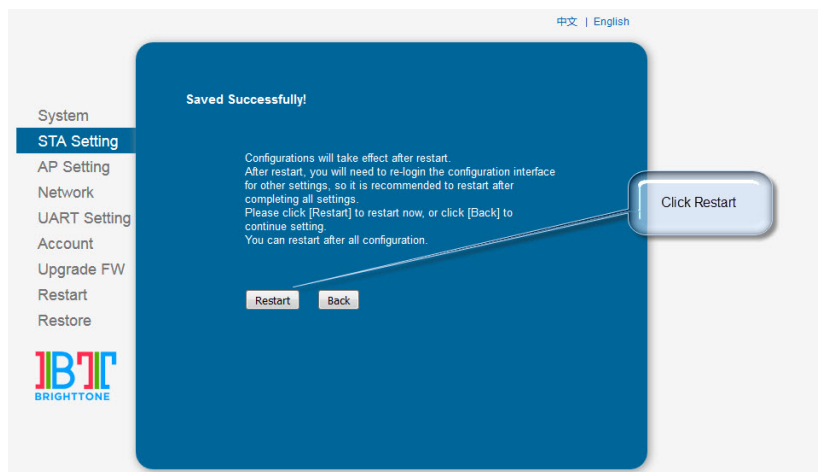 中文 | English
Saved Successfully!
System
STA Setting
AP Setting
Network
UART Setting
Account
Upgrade FW
Restart
Restore
Configurations will take effect after restart.
After restart, you will need to re-login the configuration interface
for other settings, so it is recommended to restart after
completing all settings.
Please click [Restart] to restart now, or click [Back] to
continue setting.
You can restart after all configuration.
Restart Back
Click Restart
BT
BRIGHTTONE